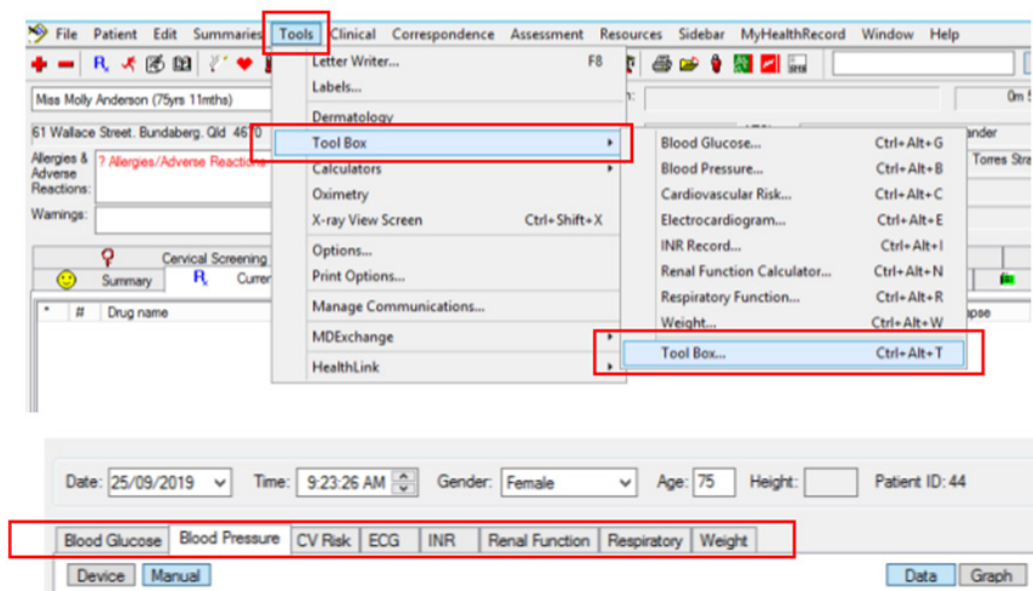 File Patient Edit Summaries Tools Clinical Correspondence Assessment Resources Sidebar MyHealthRecord Window Help
Letter Writer... F8
Miss Molly Anderson (75yrs 11mths)
Labels...
0m
Dermatology
61 Wallace Street. Bundaberg. Qld 4670
Tool Box
Allergies & Adverse Reactions:
? Allergies/Adverse Reactions
Calculators
Oximetry
Warnings:
X-ray View Screen Ctrl+Shift+X
Options...
Cervical Screening
Print Options...
Summary
Rx
Manage Communications...
* # Drug name
MDExchange
HealthLink
Blood Glucose... Ctrl+Alt+G
Blood Pressure... Ctrl+Alt+B
Torres
Cardiovascular Risk... Ctrl+Alt+C
Electrocardiogram... Ctrl+Alt+E
INR Record... Ctrl+Alt+I
Renal Function Calculator... Ctrl+Alt+N
Respiratory Function... Ctrl+Alt+R
Weight... Ctrl+Alt+W
Tool Box... Ctrl+Alt+T
Date: 25/09/2019 Time: 9:23:26 AM Gender: Female Age: 75 Height: Patient ID: 44
Blood Glucose Blood Pressure CV Risk ECG INR Renal Function Respiratory Weight
Device Manual Data Graph